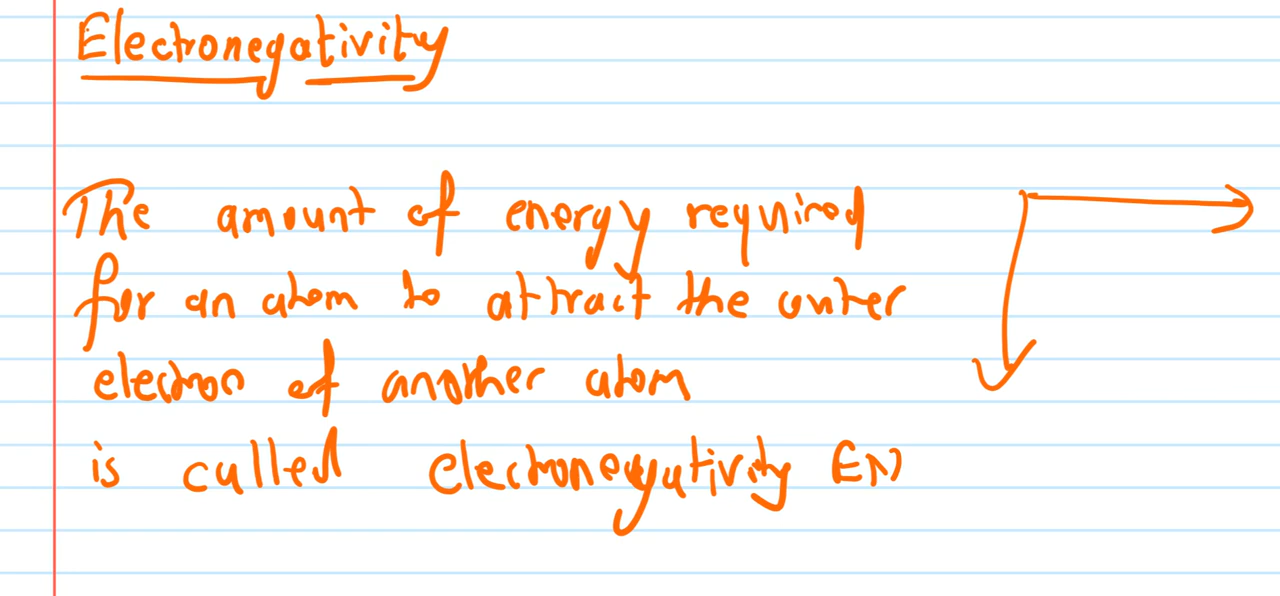 Electronegativity
The amount of energy required
for an atom to attract the outer
electron of another atom
is called electronegativity EN